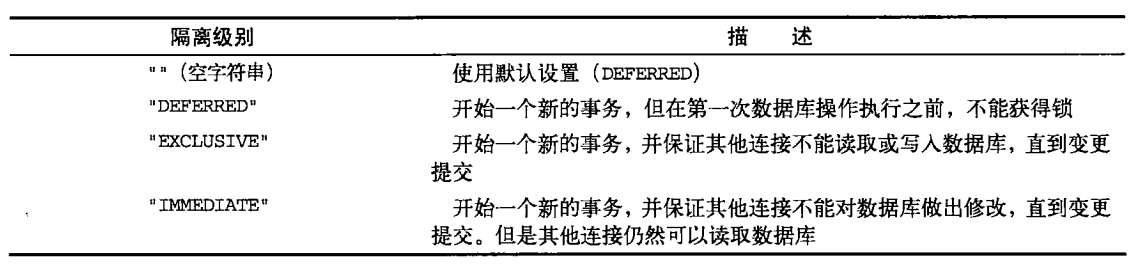 隔离级别 描 述
""(空字符串) 使用默认设置(DEFERRED)
"DEFERRED" 开始一个新的事务,但在第一次数据库操作执行之前,不能获得锁
"EXCLUSIVE" 开始一个新的事务,并保证其他连接不能读取或写入数据库,直到变更
提交
"IMMEDIATE" 开始一个新的事务,并保证其他连接不能对数据库做出修改,直到变更
提交。但是其他连接仍然可以读取数据库